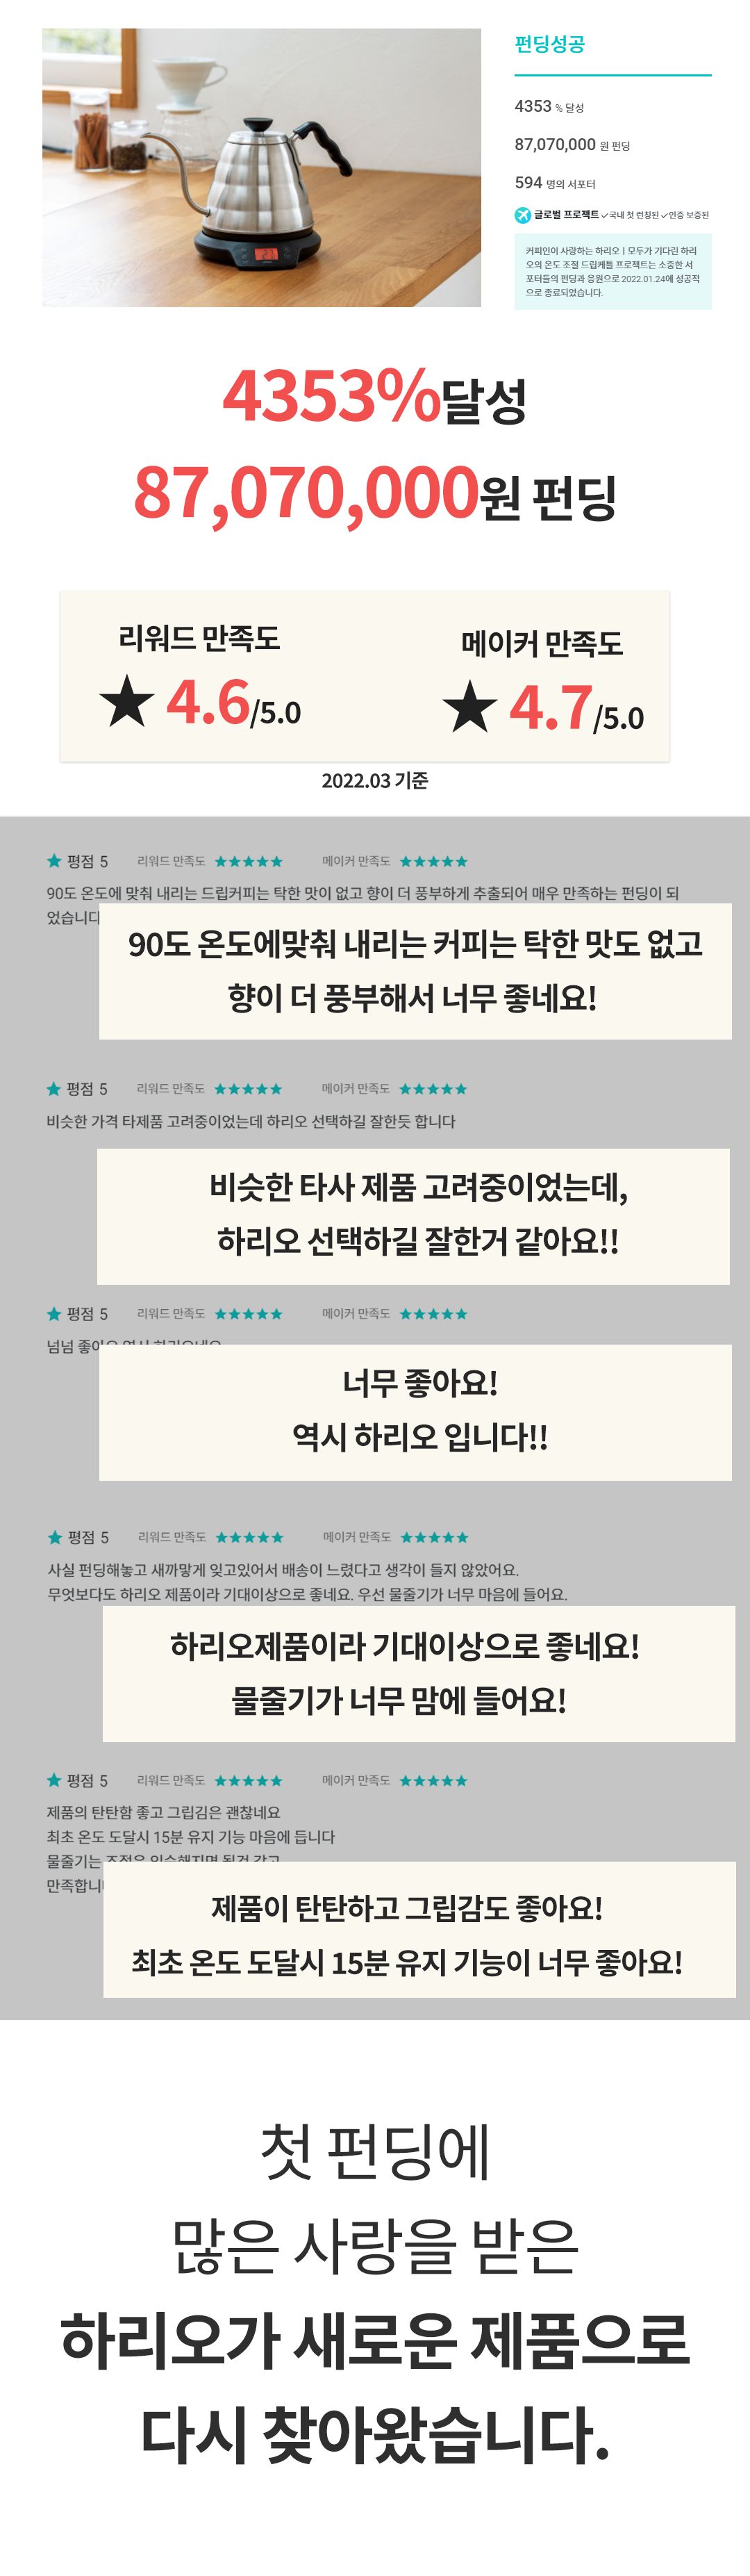 펀딩성공
4353 % 달성
87,070,000 원 펀딩
594 명의 서포터
글로벌 프로젝트 ✓국내 첫 런칭된 ✓인증 보증된
커피인이 사랑하는 하리오 | 모두가 기다린 하리
오의 온도 조절 드립케틀 프로젝트는 소중한 서
포터들의 펀딩과 응원으로 2022.01.24에 성공적
으로 종료되었습니다.
4353%달성
87,070,000원 펀딩
리워드 만족도
★ 4.6/5.0
메이커 만족도
★ 4.7/5.0
2022.03 기준
★ 평점 5 리워드 만족도 ★★★★★ 메이커 만족도 ★★★★★
90도 온도에 맞춰 내리는 드립커피는 탁한 맛이 없고 향이 더 풍부하게 추출되어 매우 만족하는 펀딩이 되
었습니다
90도 온도에맞춰 내리는 커피는 탁한 맛도 없고
향이 더 풍부해서 너무 좋네요!
★ 평점 5 리워드 만족도 ★★★★★ 메이커 만족도 ★★★★★
비슷한 가격 타제품 고려중이었는데 하리오 선택하길 잘한듯 합니다
비슷한 타사 제품 고려중이었는데,
하리오 선택하길 잘한거 같아요!!
★ 평점 5 리워드 만족도 ★★★★★ 메이커 만족도 ★★★★★
넘넘
너무 좋아요!
역시 하리오 입니다!!
★ 평점 5 리워드 만족도 ★★★★★ 메이커 만족도 ★★★★★
사실 펀딩해놓고 새까맣게 잊고있어서 배송이 느렸다고 생각이 들지 않았어요.
무엇보다도 하리오 제품이라 기대이상으로 좋네요. 우선 물줄기가 너무 마음에 들어요.
하리오제품이라 기대이상으로 좋네요!
물줄기가 너무 맘에 들어요!
★ 평점 5 리워드 만족도 ★★★★★ 메이커 만족도 ★★★★★
제품의 탄탄함 좋고 그립김은 괜찮네요
최초 온도 도달시 15분 유지 기능 마음에 듭니다
물줄기는
만족합니
제품이 탄탄하고 그립감도 좋아요!
최초 온도 도달시 15분 유지 기능이 너무 좋아요!
첫 펀딩에
많은 사랑을 받은
하리오가 새로운 제품으로
다시 찾아왔습니다.